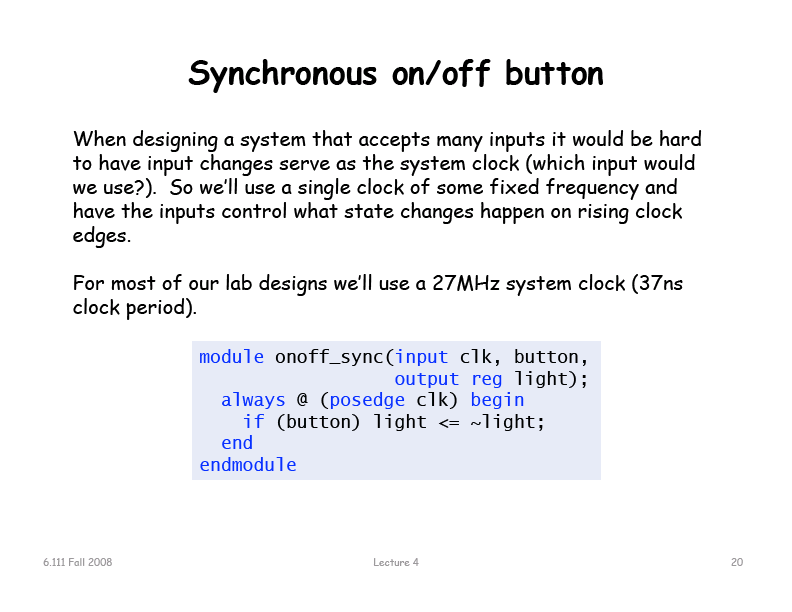 Synchronous on/off button
When designing a system that accepts many inputs it would be hard
to have input changes serve as the system clock (which input would
we use?).  So we'll use a single clock of some fixed frequency and
have the inputs control what state changes happen on rising clock
edges.
For most of our lab designs we'll use a 27MHz system clock (37ns
clock period).
module onoff_sync(input clk, button,
                  output reg light);
  always @ (posedge clk) begin
    if (button) light <= ~light;
  end
endmodule
6.111 Fall 2008
Lecture 4
20